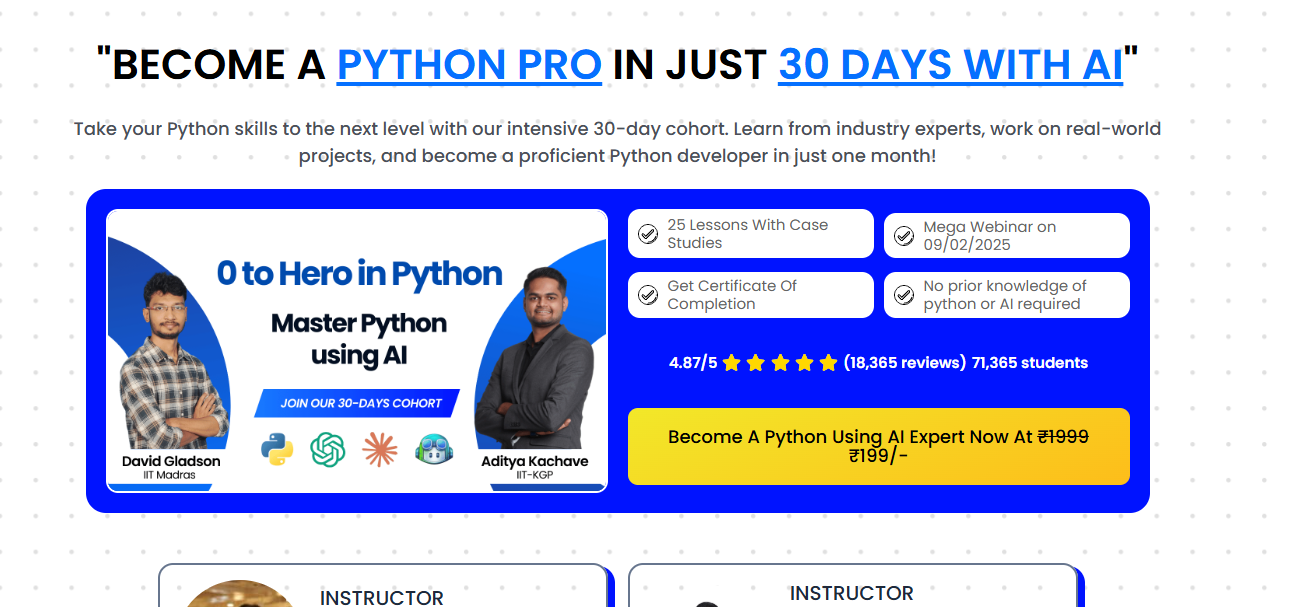 "BECOME A PYTHON PRO IN JUST 30 DAYS WITH AI"
Take your Python skills to the next level with our intensive 30-day cohort. Learn from industry experts, work on real-world
projects, and become a proficient Python developer in just one month!
0 to Hero in Python
Master Python
using AI
JOIN OUR 30-DAYS COHORT
David Gladson
IIT Madras
Aditya Kachave
IIT-KGP
25 Lessons With Case
Studies
Mega Webinar on
09/02/2025
Get Certificate Of
Completion
No prior knowledge of
python or AI required
4.87/5 (18,365 reviews) 71,365 students
Become A Python Using AI Expert Now At ₹1999
₹199/-
INSTRUCTOR
INSTRUCTOR